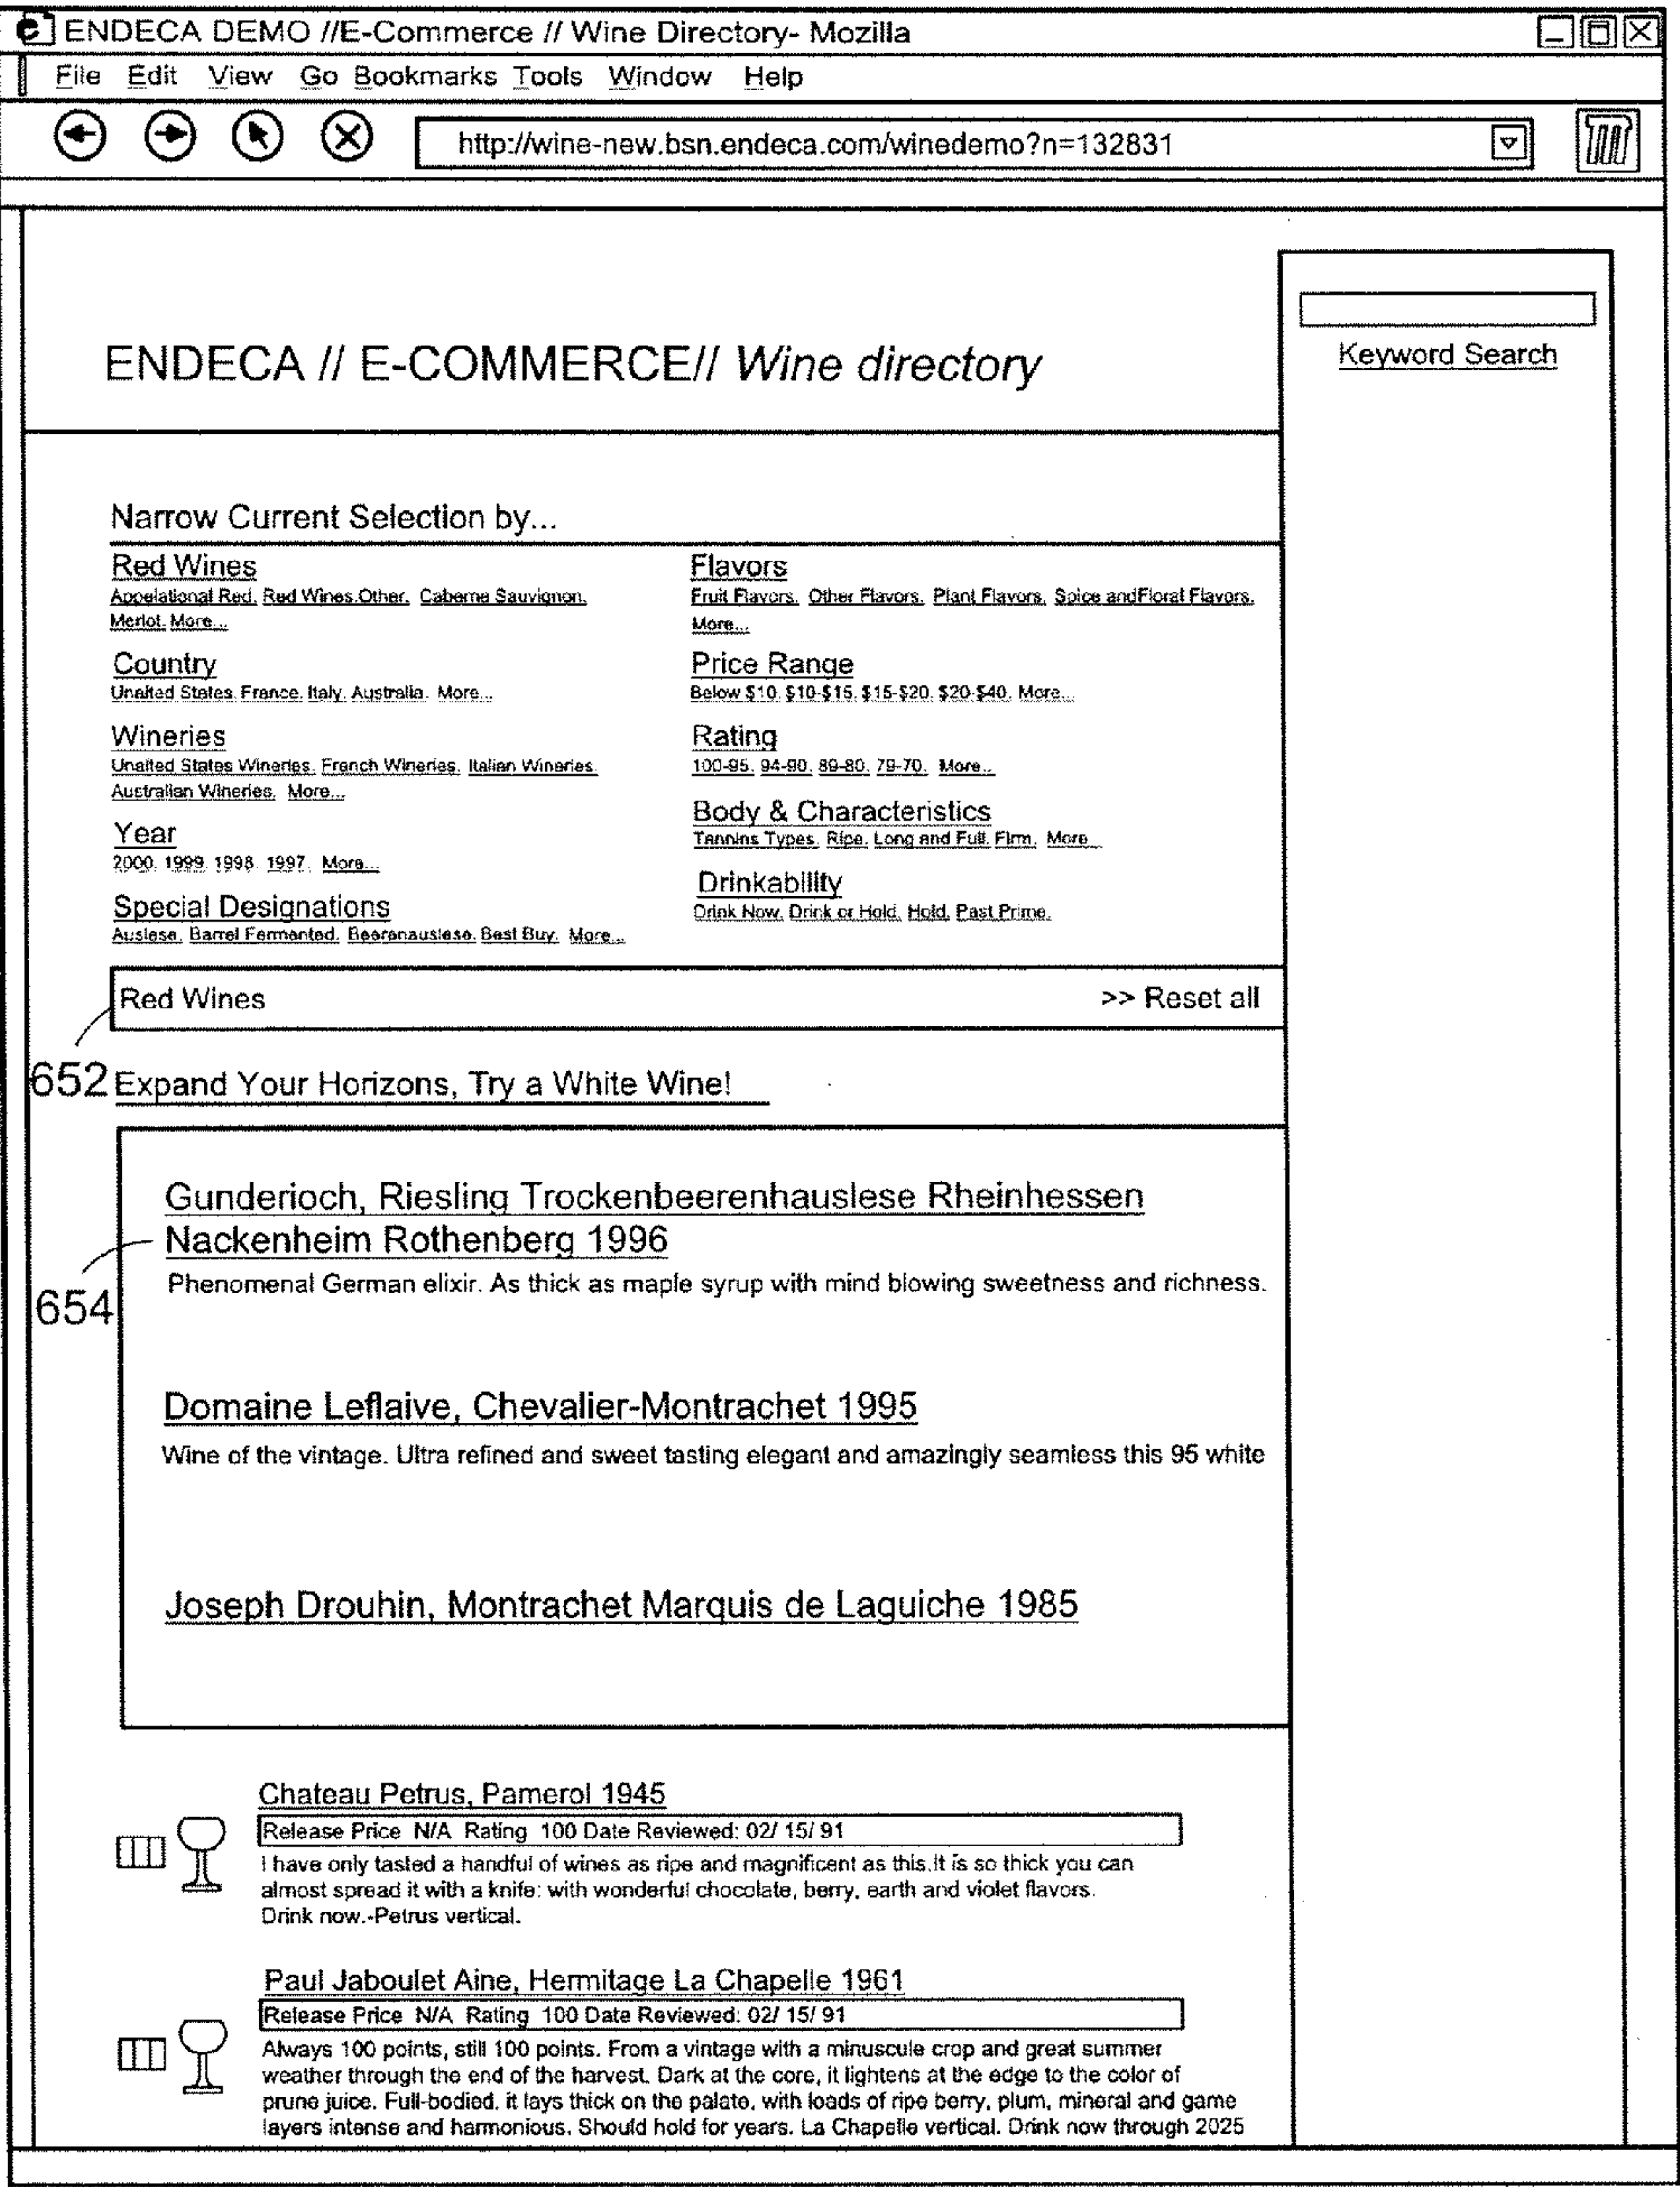 ENDECA DEMO //E-Commerce // Wine Directory- Mozilla
File Edit View Go Bookmarks Tools Window Help
http://wine-new.bsn.endeca.com/winedemo?n=132831
Keyword Search
ENDECA // E-COMMERCE// Wine directory
Narrow Current Selection by...
Red Wines
Appelational Red. Red Wines.Other. Caberne Sauvignon.
Merlot. More...
Country
Unaited States. France. Italy. Australia. More...
Wineries
Unaited States Wineries. French Wineries. Italian Wineries.
Australian Wineries. More...
Year
2000. 1999. 1998. 1997. More...
Special Designations
Auslese. Barrel Fermented. Beerenauslese. Best Buy. More...
Flavors
Fruit Flavors. Other Flavors. Plant Flavors. Spice andFloral Flavors.
More...
Price Range
Below $10. $10-$15. $15-$20. $20-$40. More...
Rating
100-95. 94-90. 89-80. 79-70. More...
Body & Characteristics
Tannins Types. Ripe. Long and Full. Firm. More...
Drinkability
Drink Now. Drink or Hold. Hold. Past Prime.
Red Wines >> Reset all
652
Expand Your Horizons, Try a White Wine!
Gunderioch, Riesling Trockenbeerenhauslese Rheinhessen
Nackenheim Rothenberg 1996
Phenomenal German elixir. As thick as maple syrup with mind blowing sweetness and richness.
654
Domaine Leflaive, Chevalier-Montrachet 1995
Wine of the vintage. Ultra refined and sweet tasting elegant and amazingly seamless this 95 white
Joseph Drouhin, Montrachet Marquis de Laguiche 1985
Chateau Petrus, Pamerol 1945
Release Price N/A Rating 100 Date Reviewed: 02/ 15/ 91
I have only tasted a handful of wines as ripe and magnificent as this.It is so thick you can
almost spread it with a knife: with wonderful chocolate, berry, earth and violet flavors.
Drink now.-Petrus vertical.
Paul Jaboulet Aine, Hermitage La Chapelle 1961
Release Price N/A Rating 100 Date Reviewed: 02/ 15/ 91
Always 100 points, still 100 points. From a vintage with a minuscule crop and great summer
weather through the end of the harvest. Dark at the core, it lightens at the edge to the color of
prune juice. Full-bodied, it lays thick on the palate, with loads of ripe berry, plum, mineral and game
layers intense and harmonious. Should hold for years. La Chapelle vertical. Drink now through 2025